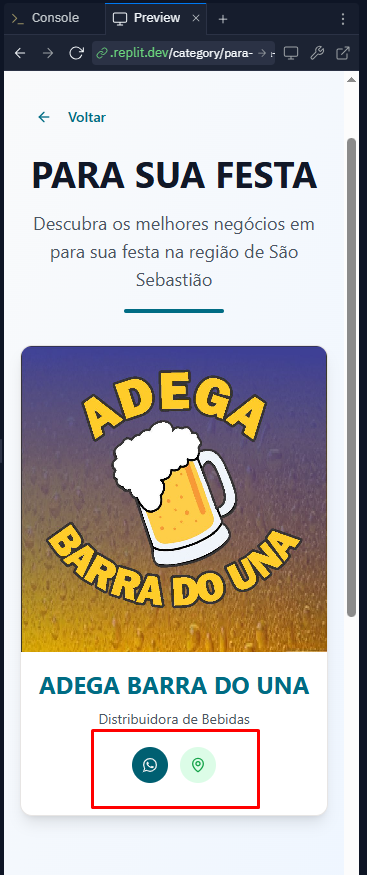 Console
Preview
.replit.dev/category/para-
Voltar
PARA SUA FESTA
Descubra os melhores negócios em
para sua festa na região de São
Sebastião
ADEGA
BARRA DO UNA
ADEGA BARRA DO UNA
Distribuidora de Bebidas